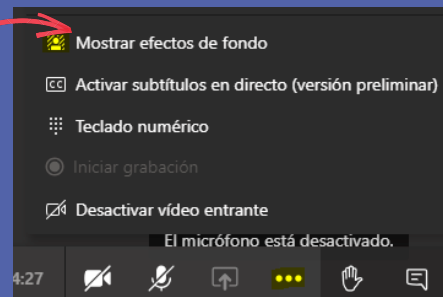 Mostrar efectos de fondo
CC Activar subtítulos en directo (versión preliminar)
Teclado numérico
Iniciar grabación
Desactivar vídeo entrante
El micrófono está desactivado.
4:27